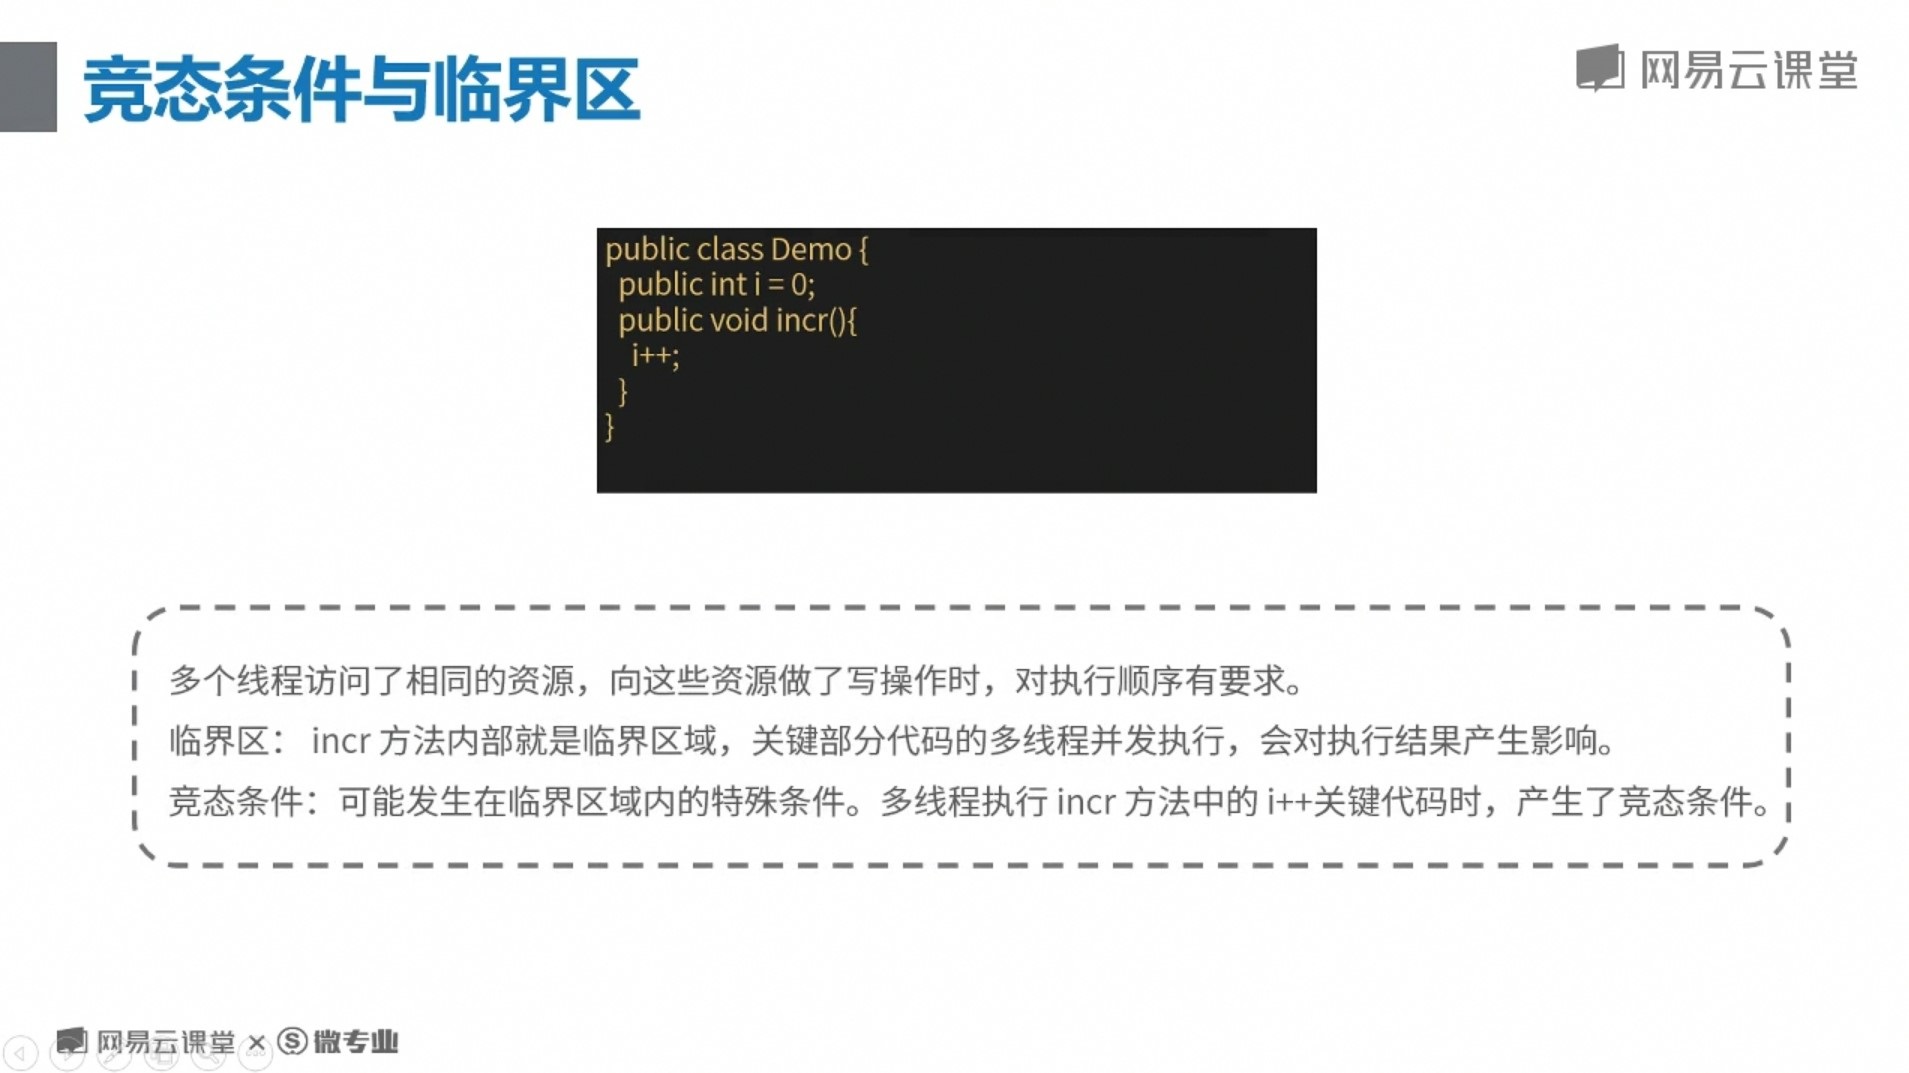 竞态条件与临界区
网易云课堂
public class Demo {
public int i = 0;
public void incr(){
i++;
}
}
多个线程访问了相同的资源，向这些资源做了写操作时，对执行顺序有要求。
临界区： incr 方法内部就是临界区域，关键部分代码的多线程并发执行，会对执行结果产生影响。
竞态条件：可能发生在临界区域内的特殊条件。多线程执行 incr 方法中的 i++关键代码时，产生了竞态条件。
网易云课堂 × 微专业